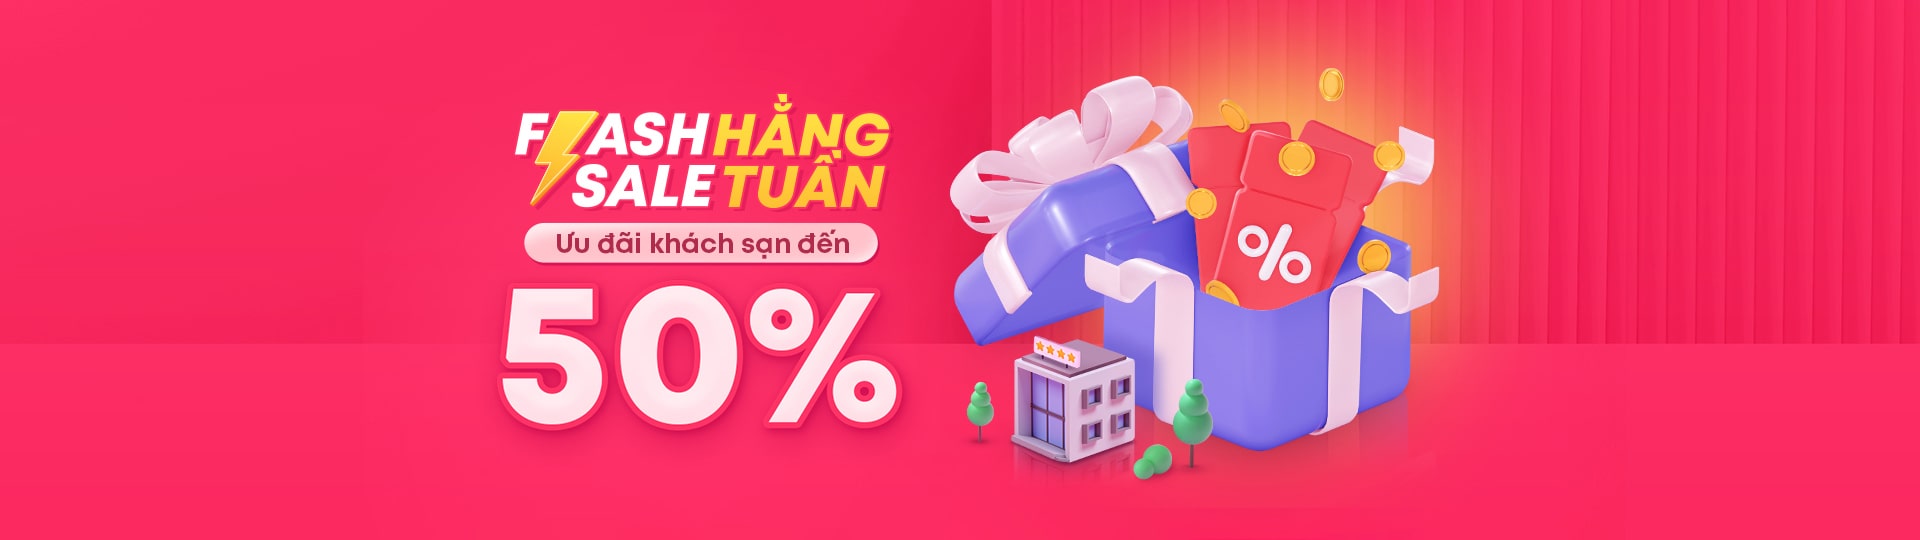 FLASH HẰNG
SALE TUẦN
Ưu đãi khách sạn đến
50%
%